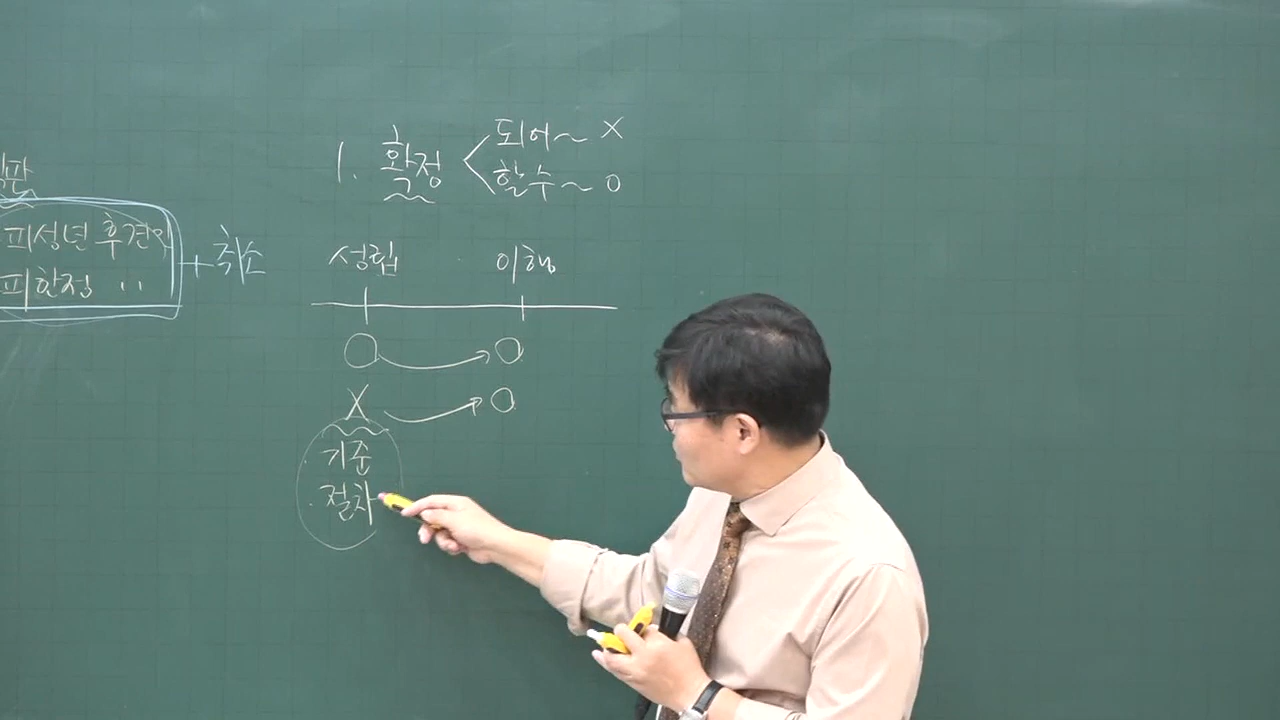 피성년후견인
피한정 〃
+ 취소
1. 확정 < 되어~ X
할수~ O
성립 이행
O → O
X → O
기준
절차